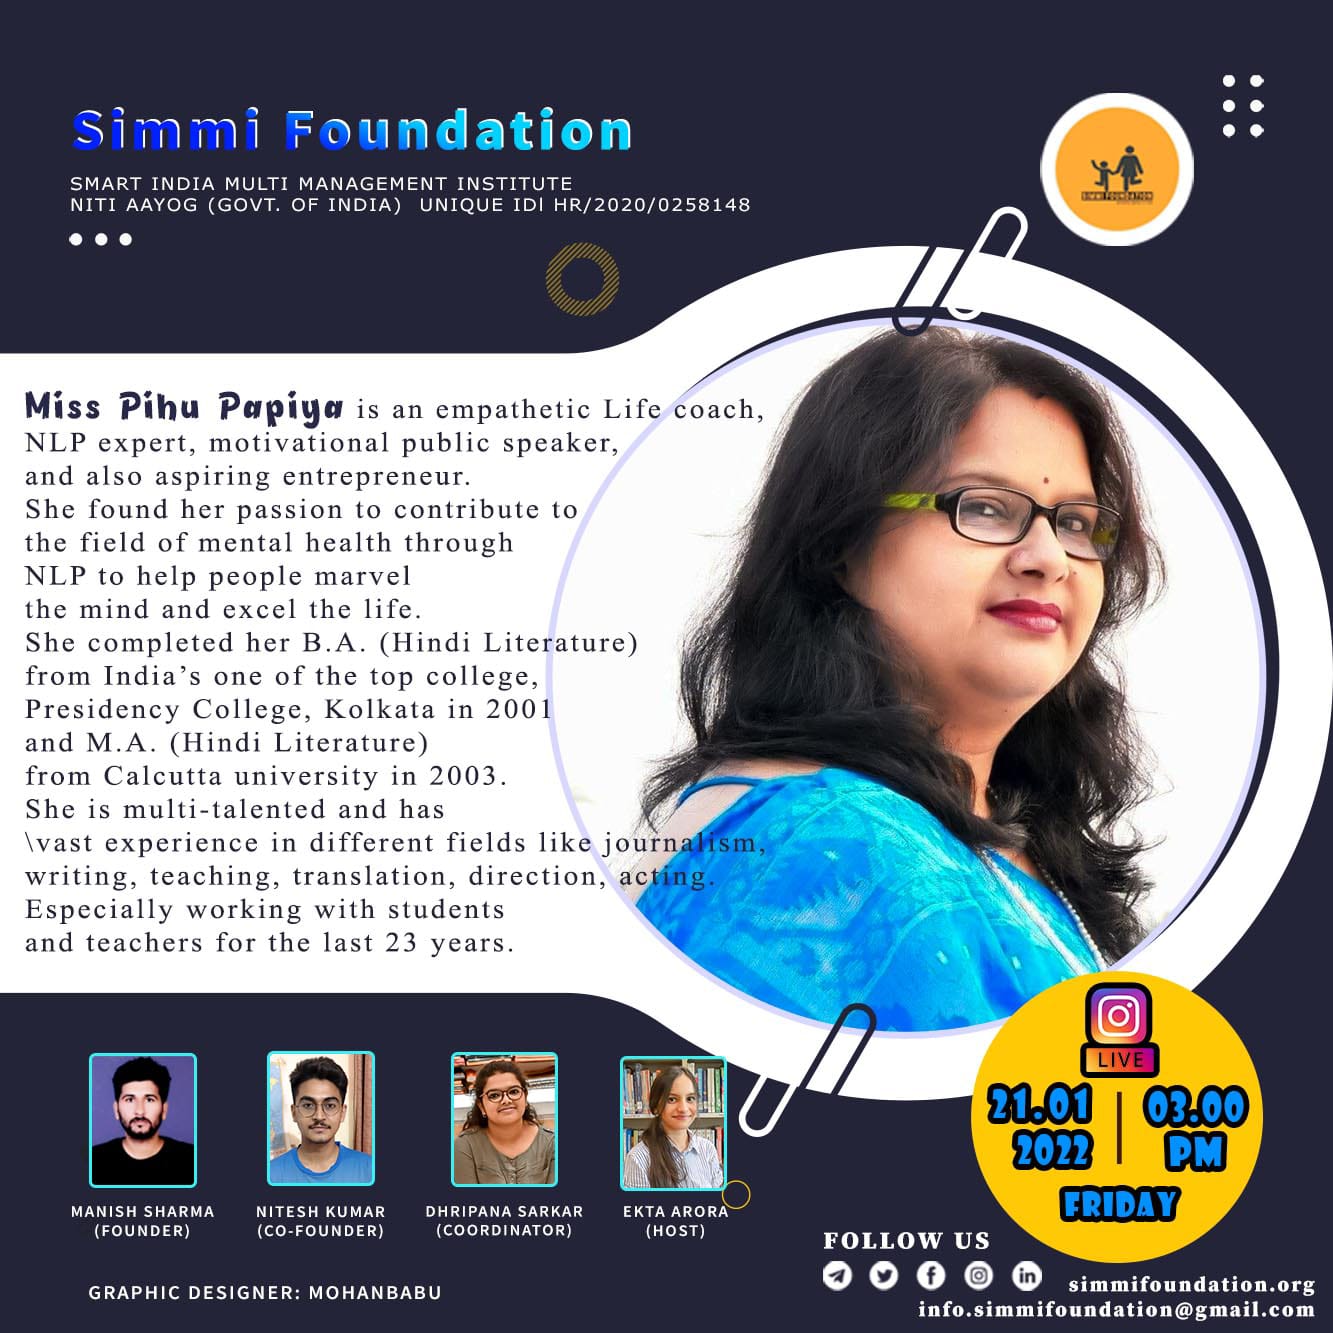 Simmi Foundation
SMART INDIA MULTI MANAGEMENT INSTITUTE
NITI AAYOG (GOVT. OF INDIA) UNIQUE IDl HR/2020/0258148
SIMMI FOUNDATION
Miss Pihu Papiya is an empathetic Life coach,
NLP expert, motivational public speaker,
and also aspiring entrepreneur.
She found her passion to contribute to
the field of mental health through
NLP to help people marvel
the mind and excel the life.
She completed her B.A. (Hindi Literature)
from India’s one of the top college,
Presidency College, Kolkata in 2001
and M.A. (Hindi Literature)
from Calcutta university in 2003.
She is multi-talented and has
\vast experience in different fields like journalism,
writing, teaching, translation, direction, acting.
Especially working with students
and teachers for the last 23 years.
LIVE
21.01
2022
03.00
PM
FRIDAY
MANISH SHARMA
(FOUNDER)
NITESH KUMAR
(CO-FOUNDER)
DHRIPANA SARKAR
(COORDINATOR)
EKTA ARORA
(HOST)
GRAPHIC DESIGNER: MOHANBABU
FOLLOW US
simmifoundation.org
info.simmifoundation@gmail.com